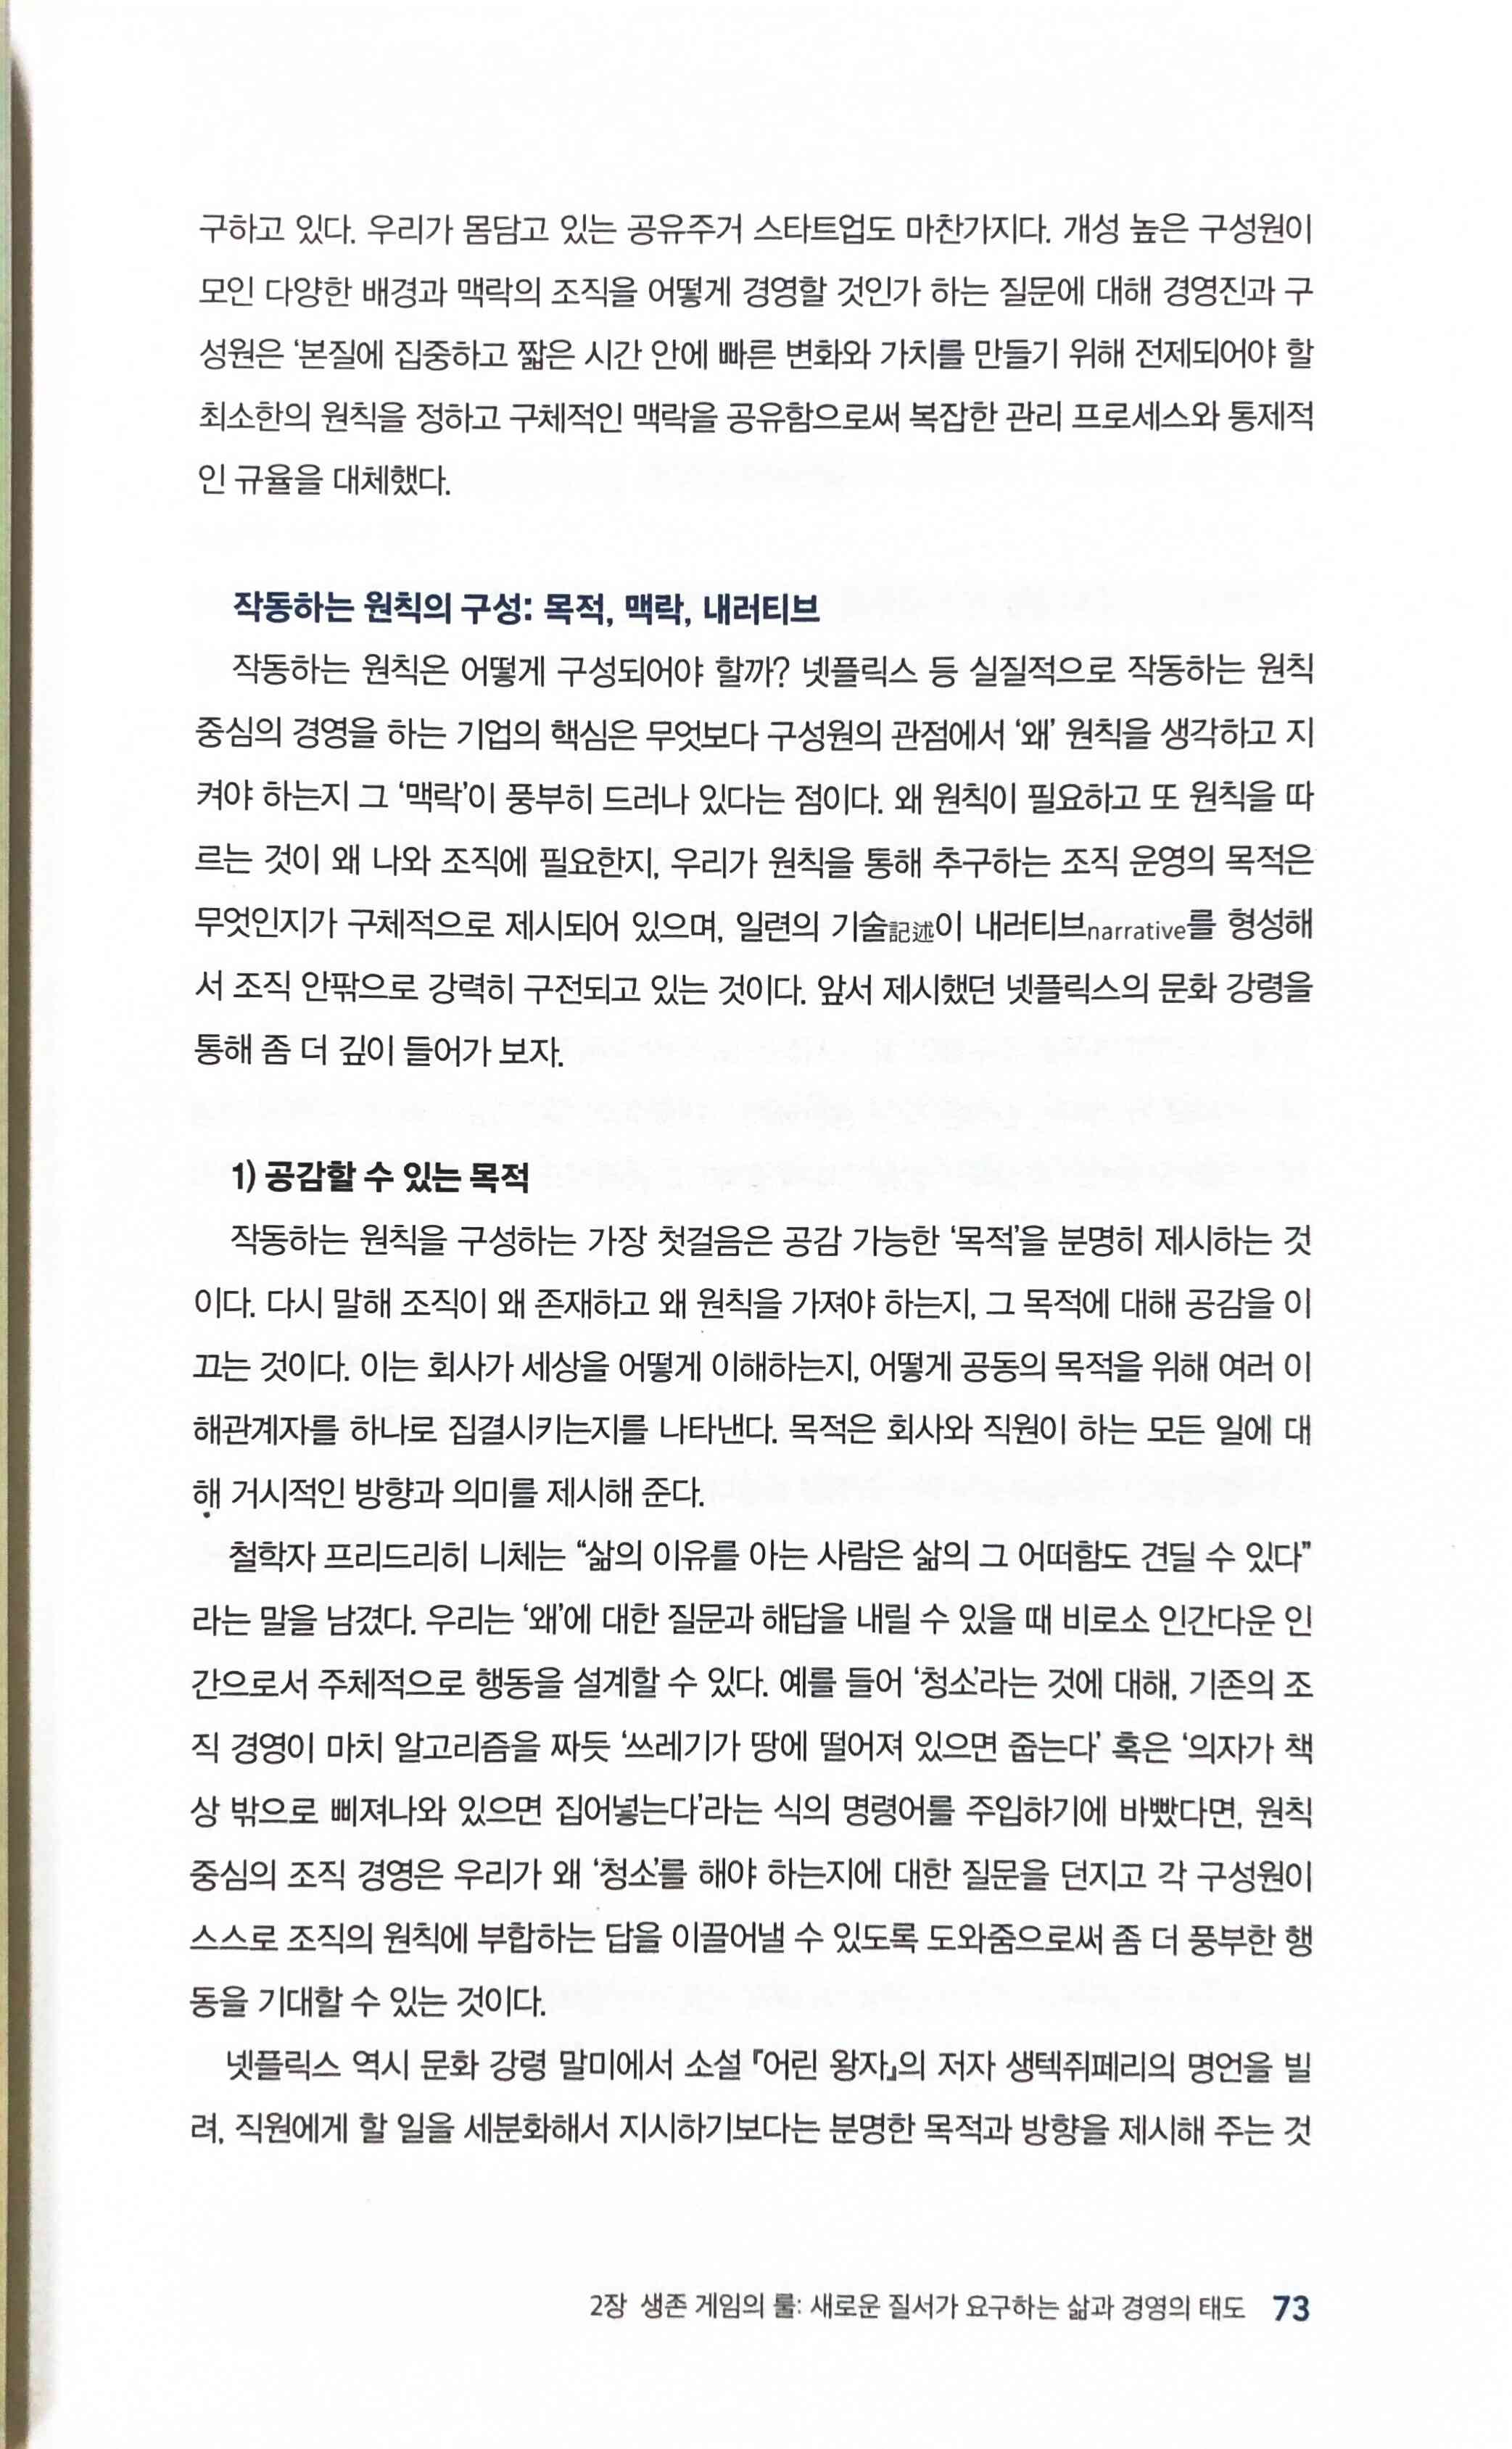 구하고 있다. 우리가 몸담고 있는 공유주거 스타트업도 마찬가지다. 개성 높은 구성원이
모인 다양한 배경과 맥락의 조직을 어떻게 경영할 것인가 하는 질문에 대해 경영진과 구
성원은 ‘본질에 집중하고 짧은 시간 안에 빠른 변화와 가치를 만들기 위해 전제되어야 할
최소한의 원칙을 정하고 구체적인 맥락을 공유함으로써 복잡한 관리 프로세스와 통제적
인 규율을 대체했다.
작동하는 원칙의 구성: 목적, 맥락, 내러티브
작동하는 원칙은 어떻게 구성되어야 할까? 넷플릭스 등 실질적으로 작동하는 원칙
중심의 경영을 하는 기업의 핵심은 무엇보다 구성원의 관점에서 ‘왜’ 원칙을 생각하고 지
켜야 하는지 그 ‘맥락’이 풍부히 드러나 있다는 점이다. 왜 원칙이 필요하고 또 원칙을 따
르는 것이 왜 나와 조직에 필요한지, 우리가 원칙을 통해 추구하는 조직 운영의 목적은
무엇인지가 구체적으로 제시되어 있으며, 일련의 기술記述이 내러티브narrative를 형성해
서 조직 안팎으로 강력히 구전되고 있는 것이다. 앞서 제시했던 넷플릭스의 문화 강령을
통해 좀 더 깊이 들어가 보자.
1) 공감할 수 있는 목적
작동하는 원칙을 구성하는 가장 첫걸음은 공감 가능한 ‘목적’을 분명히 제시하는 것
이다. 다시 말해 조직이 왜 존재하고 왜 원칙을 가져야 하는지, 그 목적에 대해 공감을 이
끄는 것이다. 이는 회사가 세상을 어떻게 이해하는지, 어떻게 공동의 목적을 위해 여러 이
해관계자를 하나로 집결시키는지를 나타낸다. 목적은 회사와 직원이 하는 모든 일에 대
해 거시적인 방향과 의미를 제시해 준다.
철학자 프리드리히 니체는 “삶의 이유를 아는 사람은 삶의 그 어떠함도 견딜 수 있다”
라는 말을 남겼다. 우리는 ‘왜’에 대한 질문과 해답을 내릴 수 있을 때 비로소 인간다운 인
간으로서 주체적으로 행동을 설계할 수 있다. 예를 들어 ‘청소’라는 것에 대해, 기존의 조
직 경영이 마치 알고리즘을 짜듯 ‘쓰레기가 땅에 떨어져 있으면 줍는다’ 혹은 ‘의자가 책
상 밖으로 삐져나와 있으면 집어넣는다’라는 식의 명령어를 주입하기에 바빴다면, 원칙
중심의 조직 경영은 우리가 왜 ‘청소’를 해야 하는지에 대한 질문을 던지고 각 구성원이
스스로 조직의 원칙에 부합하는 답을 이끌어낼 수 있도록 도와줌으로써 좀 더 풍부한 행
동을 기대할 수 있는 것이다.
넷플릭스 역시 문화 강령 말미에서 소설 『어린 왕자』의 저자 생텍쥐페리의 명언을 빌
려, 직원에게 할 일을 세분화해서 지시하기보다는 분명한 목적과 방향을 제시해 주는 것
2장 생존 게임의 룰: 새로운 질서가 요구하는 삶과 경영의 태도 73